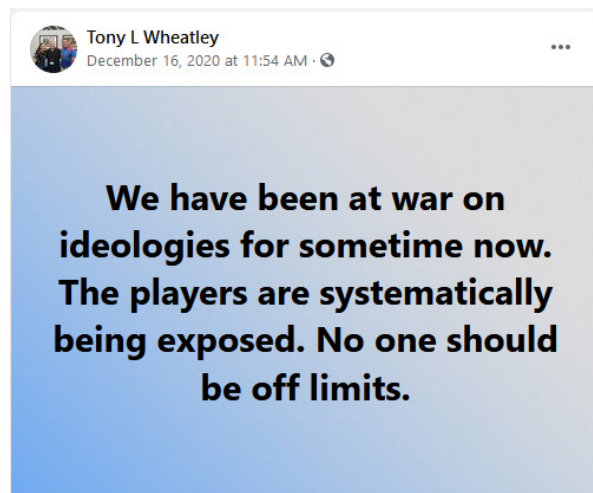 Tony L Wheatley
December 16, 2020 at 11:54 AM ·
We have been at war on
ideologies for sometime now.
The players are systematically
being exposed. No one should
be off limits.